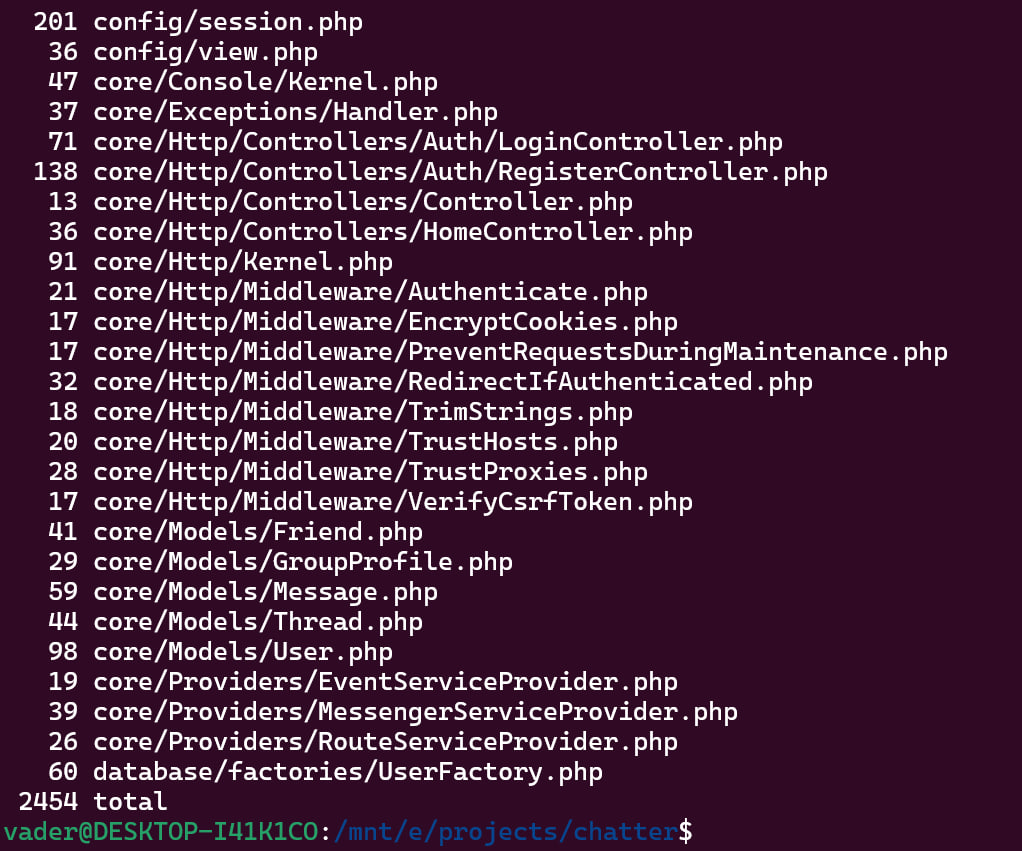 201 config/session.php
36 config/view.php
47 core/Console/Kernel.php
37 core/Exceptions/Handler.php
71 core/Http/Controllers/Auth/LoginController.php
138 core/Http/Controllers/Auth/RegisterController.php
13 core/Http/Controllers/Controller.php
36 core/Http/Controllers/HomeController.php
91 core/Http/Kernel.php
21 core/Http/Middleware/Authenticate.php
17 core/Http/Middleware/EncryptCookies.php
17 core/Http/Middleware/PreventRequestsDuringMaintenance.php
32 core/Http/Middleware/RedirectIfAuthenticated.php
18 core/Http/Middleware/TrimStrings.php
20 core/Http/Middleware/TrustHosts.php
28 core/Http/Middleware/TrustProxies.php
17 core/Http/Middleware/VerifyCsrfToken.php
41 core/Models/Friend.php
29 core/Models/GroupProfile.php
59 core/Models/Message.php
44 core/Models/Thread.php
98 core/Models/User.php
19 core/Providers/EventServiceProvider.php
39 core/Providers/MessengerServiceProvider.php
26 core/Providers/RouteServiceProvider.php
60 database/factories/UserFactory.php
2454 total
vader@DESKTOP-I41K1CO:/mnt/e/projects/chatter$